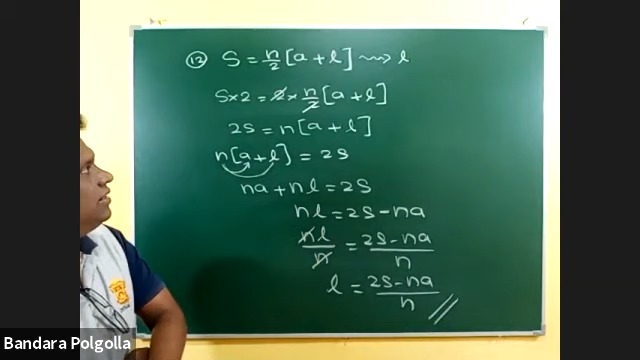 ⑫ S = n/2 [a + l] ⟿ l
S×2 = 2 × n/2 [a + l]
2S = n[a + l]
n[a + l] = 2S
na + nl = 2S
nl = 2S - na
nl/n = 2S - na/n
l = 2S - na/n //
Bandara Polgolla